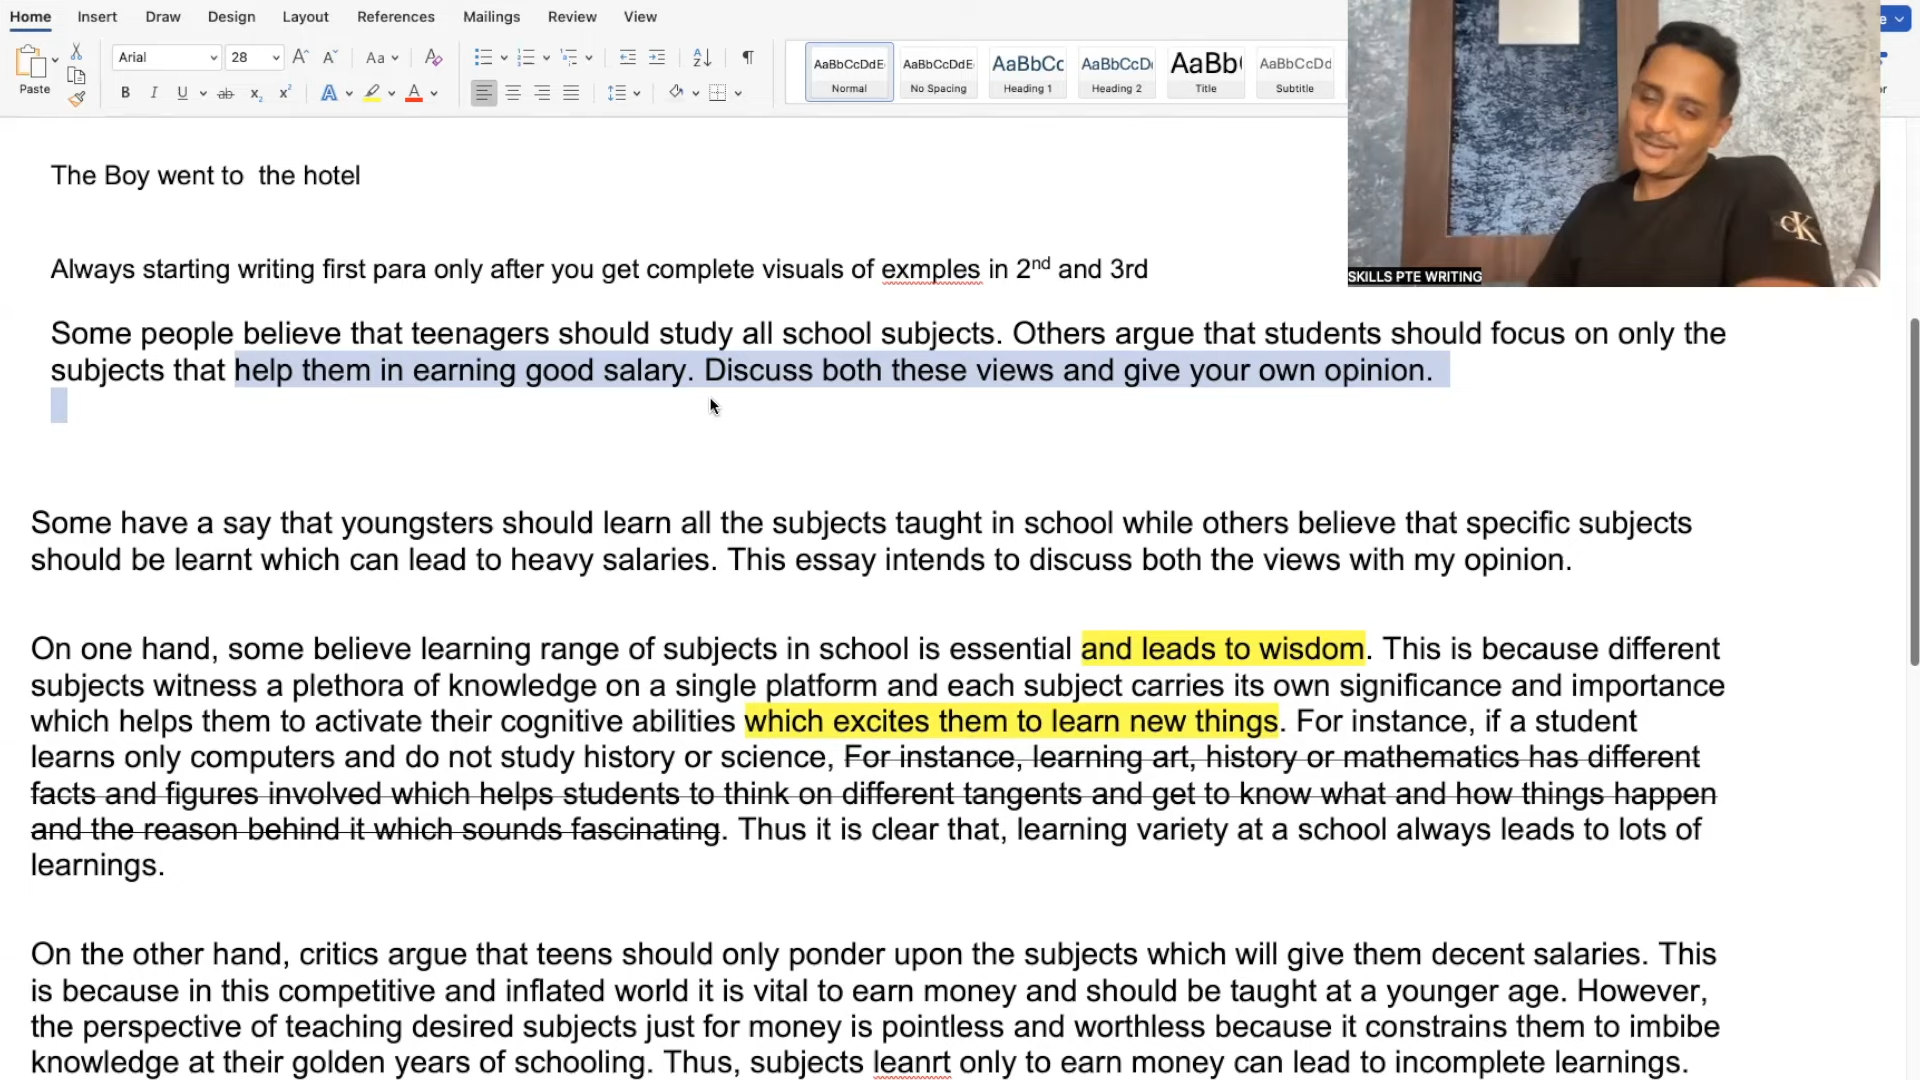 Home Insert Draw Design Layout References Mailings Review View
Arial 28 Aa
Paste
B I U ab x₂ x² A A
AaBbCcDdE AaBbCcDdE AaBbCc AaBbCcD AaBb( AaBbCcDd
Normal No Spacing Heading 1 Heading 2 Title Subtitle
The Boy went to  the hotel
Always starting writing first para only after you get complete visuals of exmples in 2nd and 3rd
CK
SKILLS PTE WRITING
Some people believe that teenagers should study all school subjects. Others argue that students should focus on only the
subjects that help them in earning good salary. Discuss both these views and give your own opinion.
Some have a say that youngsters should learn all the subjects taught in school while others believe that specific subjects
should be learnt which can lead to heavy salaries. This essay intends to discuss both the views with my opinion.
On one hand, some believe learning range of subjects in school is essential and leads to wisdom. This is because different
subjects witness a plethora of knowledge on a single platform and each subject carries its own significance and importance
which helps them to activate their cognitive abilities which excites them to learn new things. For instance, if a student
learns only computers and do not study history or science, For instance, learning art, history or mathematics has different
facts and figures involved which helps students to think on different tangents and get to know what and how things happen
and the reason behind it which sounds fascinating. Thus it is clear that, learning variety at a school always leads to lots of
learnings.
On the other hand, critics argue that teens should only ponder upon the subjects which will give them decent salaries. This
is because in this competitive and inflated world it is vital to earn money and should be taught at a younger age. However,
the perspective of teaching desired subjects just for money is pointless and worthless because it constrains them to imbibe
knowledge at their golden years of schooling. Thus, subjects leanrt only to earn money can lead to incomplete learnings.